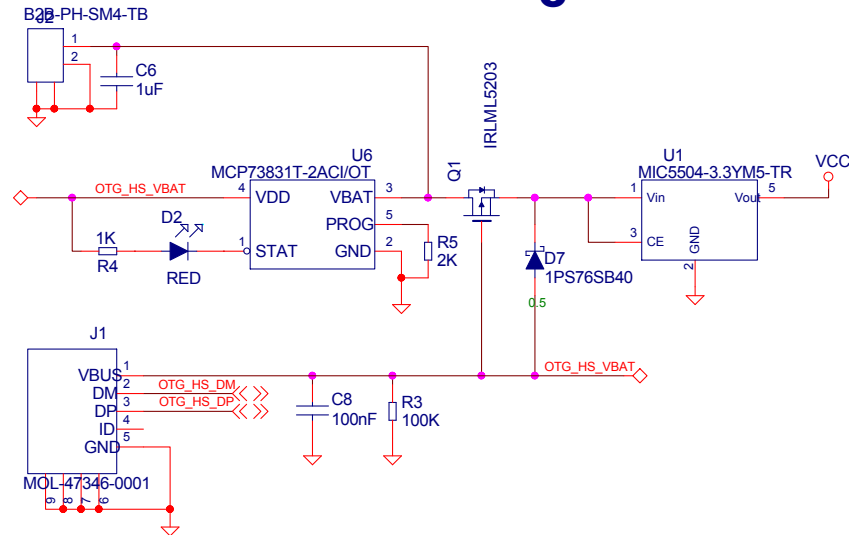 g
B2B-PH-SM4-TB
J2
1
2
C6
1uF
IRLML5203
Q1
U6
MCP73831T-2ACI/OT
U1
MIC5504-3.3YM5-TR
VCC
OTG_HS_VBAT
4 VDD VBAT 3
PROG 5
1 STAT GND 2
1 Vin Vout 5
3 CE
GND
2
D2
RED
1K
R4
R5
2K
D7
1PS76SB40
0.5
J1
VBUS 1
DM 2
DP 3
ID 4
GND 5
OTG_HS_DM
OTG_HS_DP
OTG_HS_VBAT
C8
100nF
R3
100K
MOL-47346-0001
9 8 7 6